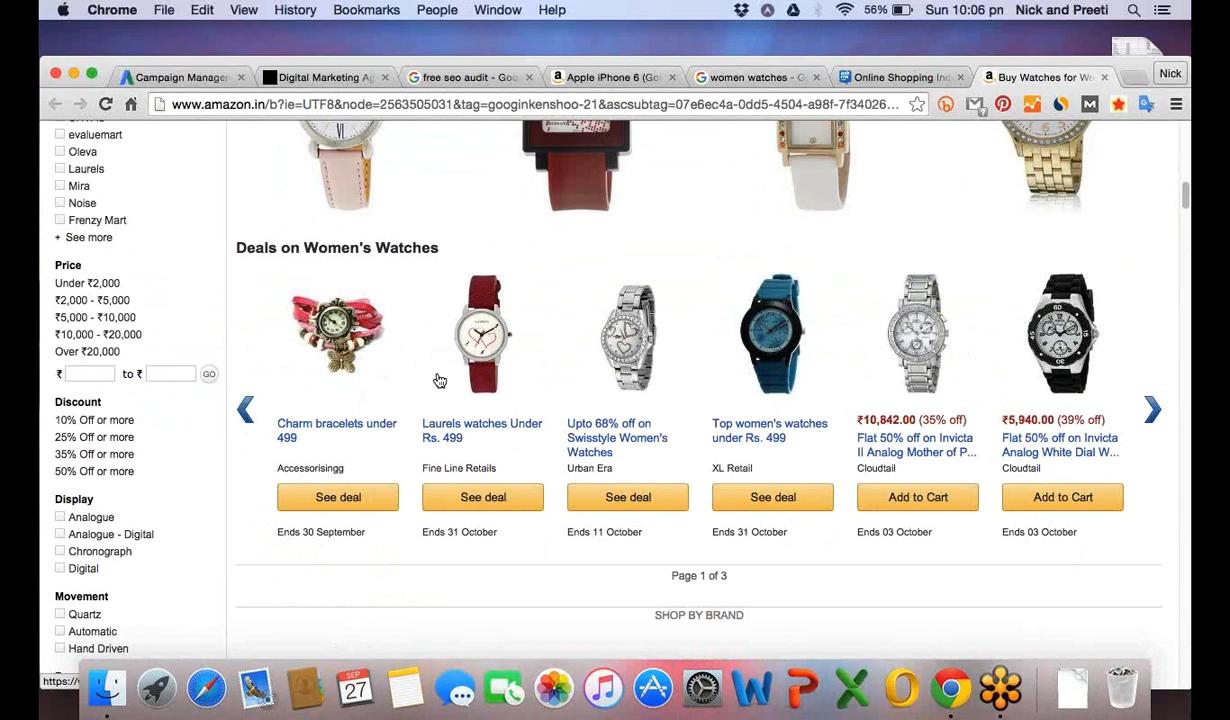 Chrome File Edit View History Bookmarks People Window Help 56% Sun 10:06 pm Nick and Preeti
Campaign Manager Digital Marketing Ap free seo audit - Goo Apple iPhone 6 (Gol women watches - G Online Shopping Ind Buy Watches for Wo Nick
www.amazon.in/b?ie=UTF8&node=2563505031&tag=googinkenshoo-21&ascsubtag=07e6ec4a-0dd5-4504-a98f-7f34026...
evaluemart
Oleva
Laurels
Mira
Noise
Frenzy Mart
+ See more
Price
Under ₹2,000
₹2,000 - ₹5,000
₹5,000 - ₹10,000
₹10,000 - ₹20,000
Over ₹20,000
₹ to ₹ GO
Discount
10% Off or more
25% Off or more
35% Off or more
50% Off or more
Display
Analogue
Analogue - Digital
Chronograph
Digital
Movement
Quartz
Automatic
Hand Driven
https://
Deals on Women's Watches
Charm bracelets under
499
Accessorisingg
See deal
Ends 30 September
Laurels watches Under
Rs. 499
Fine Line Retails
See deal
Ends 31 October
Upto 68% off on
Swisstyle Women's
Watches
Urban Era
See deal
Ends 11 October
Top women's watches
under Rs. 499
XL Retail
See deal
Ends 31 October
₹10,842.00 (35% off)
Flat 50% off on Invicta
II Analog Mother of P...
Cloudtail
Add to Cart
Ends 03 October
₹5,940.00 (39% off)
Flat 50% off on Invicta
Analog White Dial W...
Cloudtail
Add to Cart
Ends 03 October
Page 1 of 3
SHOP BY BRAND
SEP
27